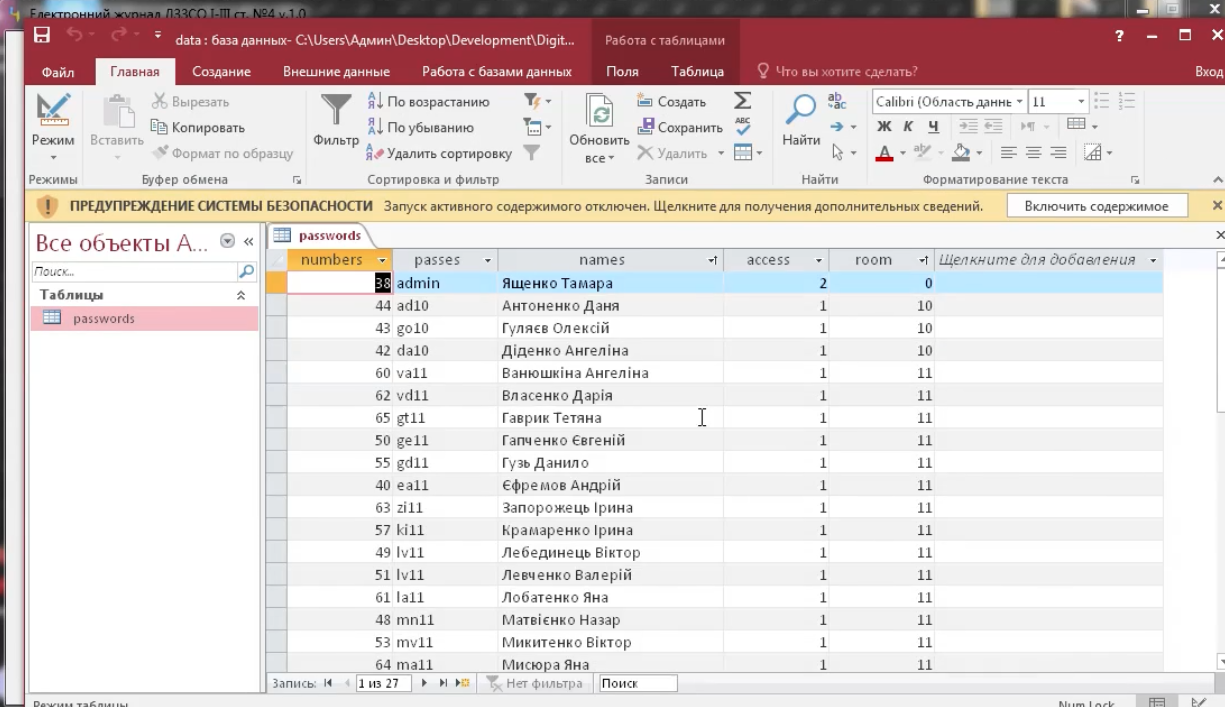 Електронний журнал ЛЗЗСО І-ІІІ ст. №4 v.1.0
data : база данных- C:\Users\Админ\Desktop\Development\Digit...
Работа с таблицами
?
Файл Главная Создание Внешние данные Работа с базами данных Поля Таблица Что вы хотите сделать? Вход
Режим
Вставить
Вырезать
Копировать
Формат по образцу
Фильтр
По возрастанию
По убыванию
Удалить сортировку
Обновить все
Создать
Сохранить
Удалить
Найти
Calibri (Область данны 11
Ж К Ч
Режимы Буфер обмена Сортировка и фильтр Записи Найти Форматирование текста
ПРЕДУПРЕЖДЕНИЕ СИСТЕМЫ БЕЗОПАСНОСТИ Запуск активного содержимого отключен. Щелкните для получения дополнительных сведений. Включить содержимое
Все объекты A...
Поиск...
Таблицы
passwords
passwords
numbers passes names access room Щелкните для добавления
38 admin Ященко Тамара 2 0
44 ad10 Антоненко Даня 1 10
43 go10 Гуляєв Олексій 1 10
42 da10 Діденко Ангеліна 1 10
60 va11 Ванюшкіна Ангеліна 1 11
62 vd11 Власенко Дарія 1 11
65 gt11 Гаврик Тетяна 1 11
50 ge11 Гапченко Євгеній 1 11
55 gd11 Гузь Данило 1 11
40 ea11 Єфремов Андрій 1 11
63 zi11 Запорожець Ірина 1 11
57 ki11 Крамаренко Ірина 1 11
49 lv11 Лебединець Віктор 1 11
51 lv11 Левченко Валерій 1 11
61 la11 Лобатенко Яна 1 11
48 mn11 Матвієнко Назар 1 11
53 mv11 Микитенко Віктор 1 11
64 ma11 Мисюра Яна 1 11
Запись: 1 из 27 Нет фильтра Поиск
Режим таблицы Num Lock